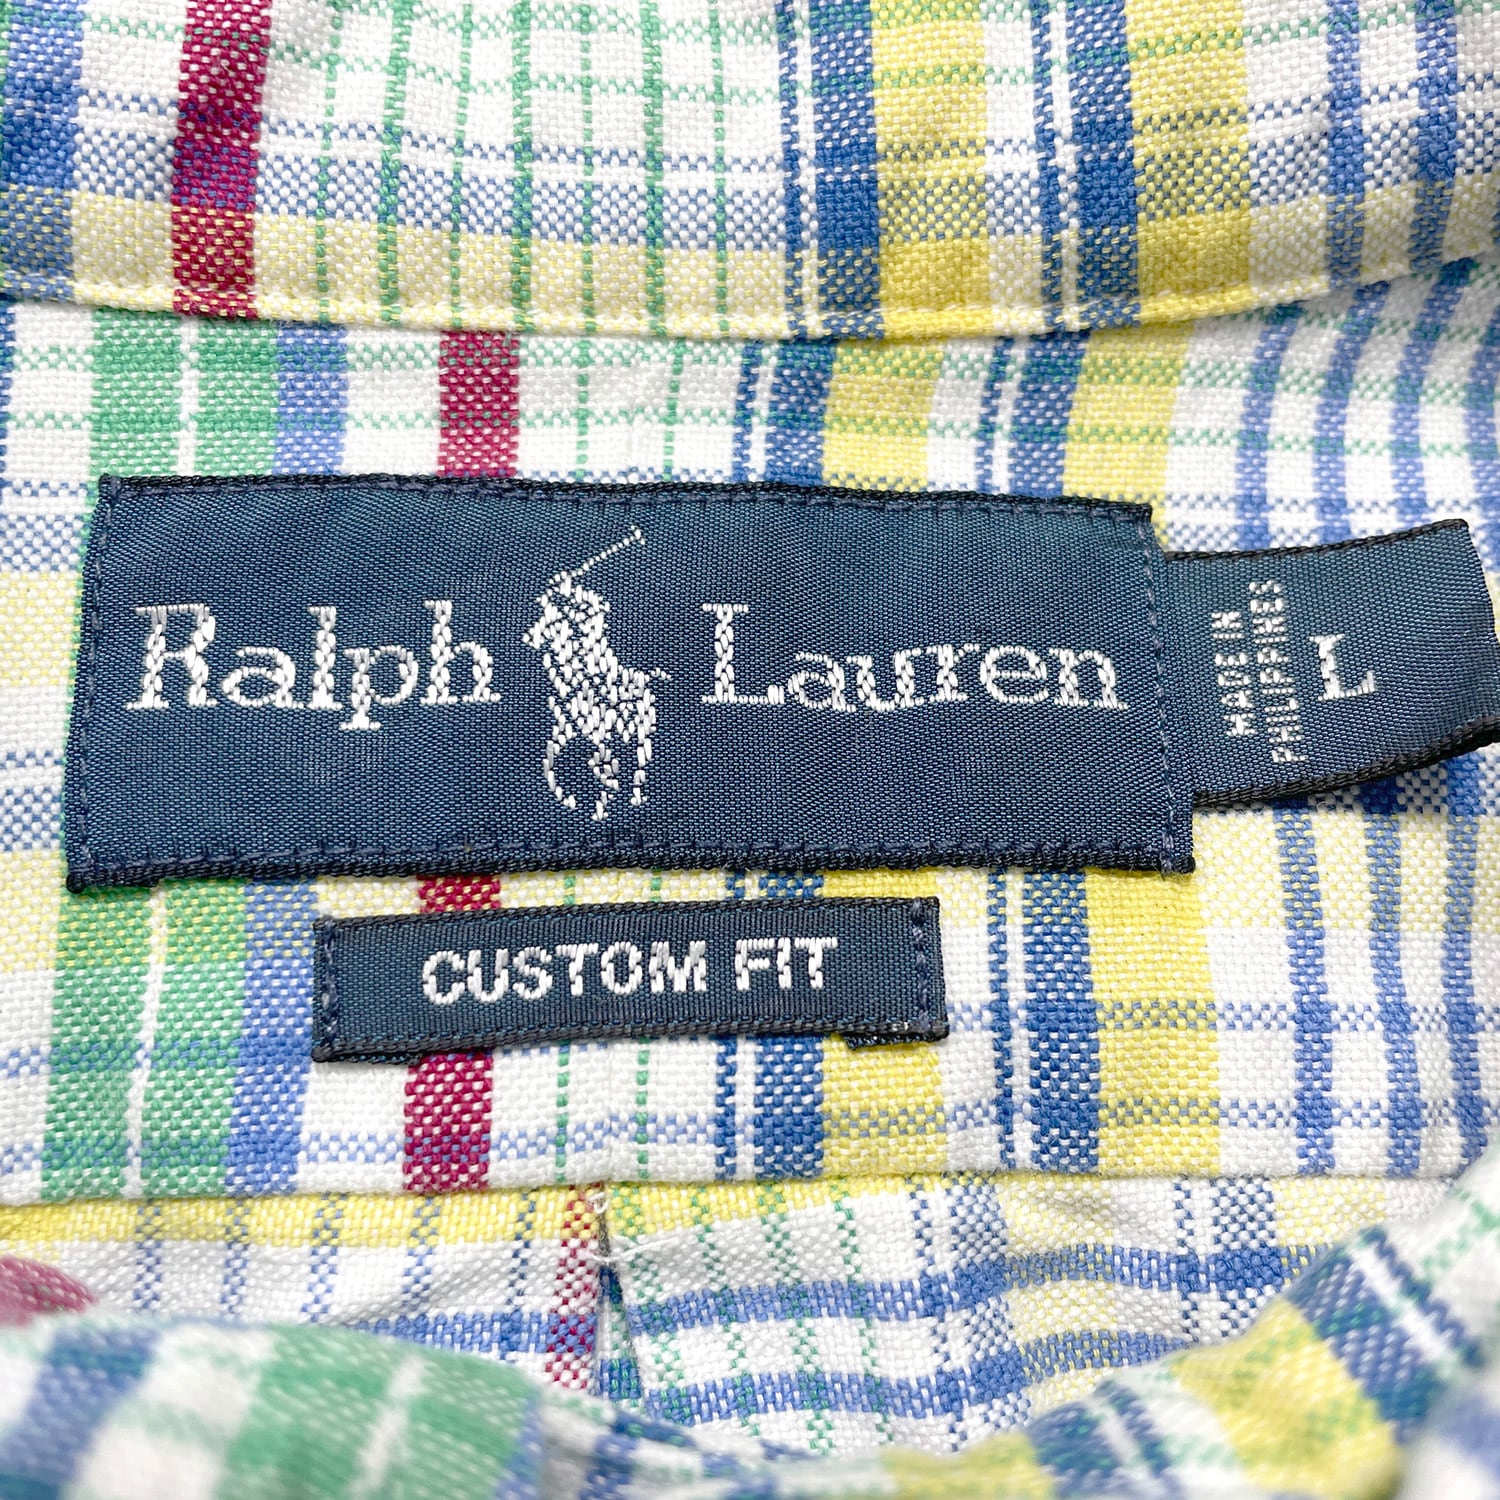 Ralph Lauren
MADE IN
PHILIPPINES
L
CUSTOM FIT